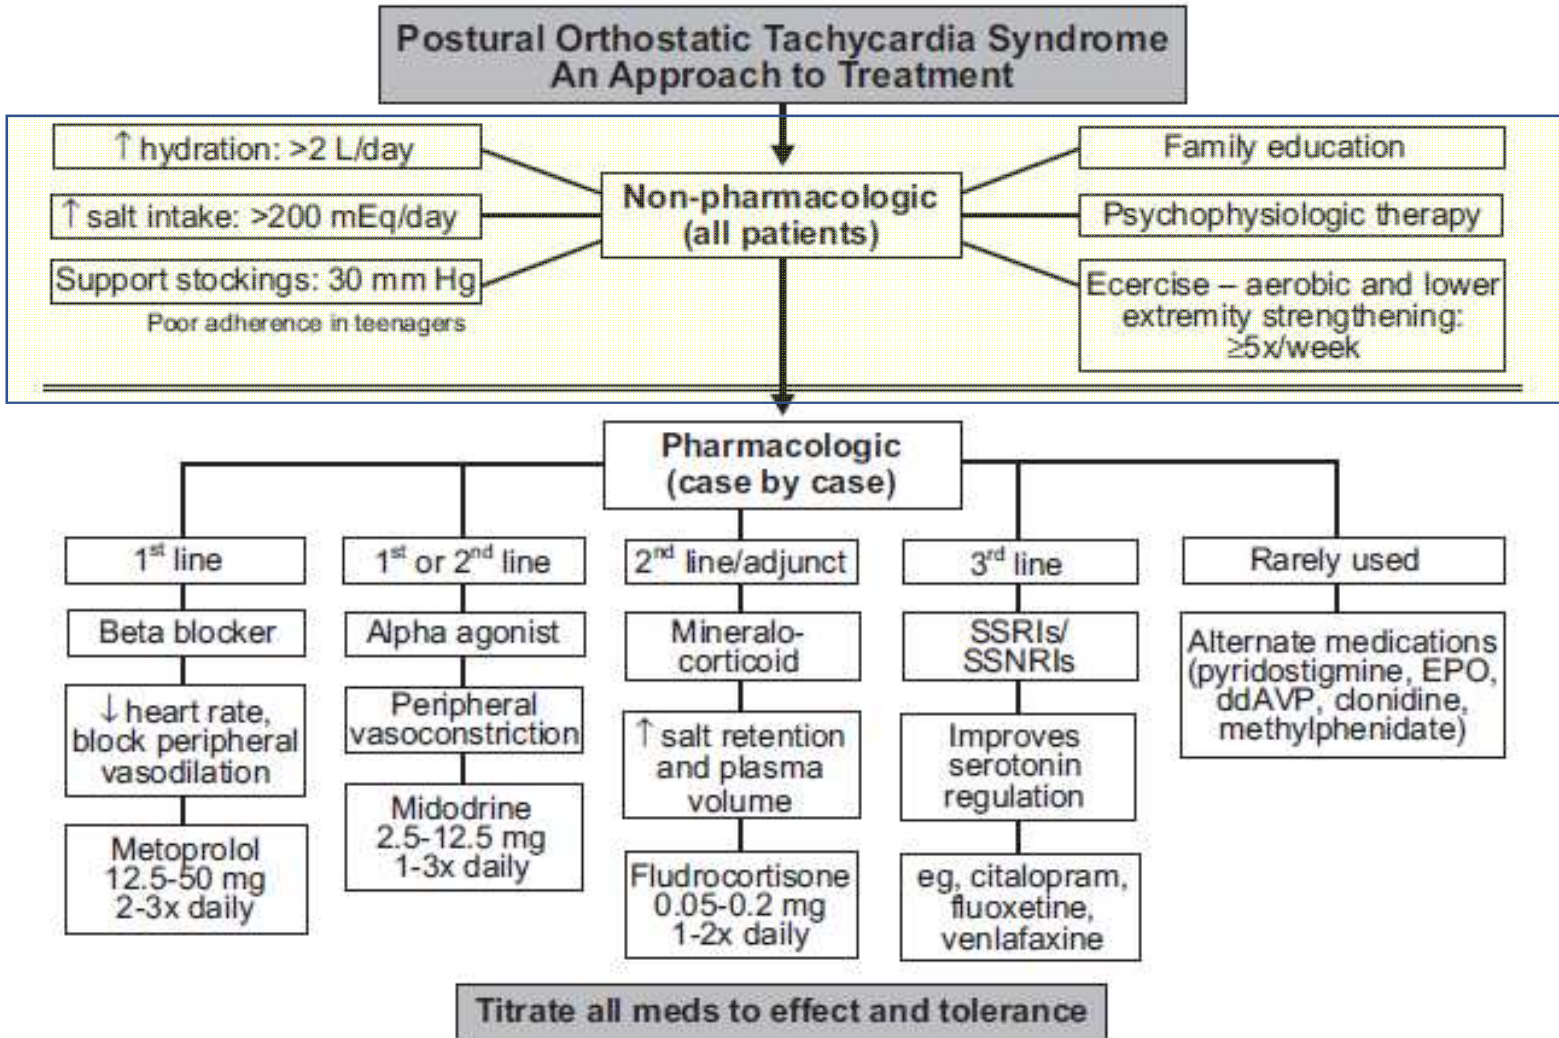 Postural Orthostatic Tachycardia Syndrome
An Approach to Treatment
↑ hydration: >2 L/day
↑ salt intake: >200 mEq/day
Support stockings: 30 mm Hg
Poor adherence in teenagers
Non-pharmacologic
(all patients)
Family education
Psychophysiologic therapy
Ecercise – aerobic and lower
extremity strengthening:
≥5x/week
Pharmacologic
(case by case)
1st line
Beta blocker
↓ heart rate,
block peripheral
vasodilation
Metoprolol
12.5-50 mg
2-3x daily
1st or 2nd line
Alpha agonist
Peripheral
vasoconstriction
Midodrine
2.5-12.5 mg
1-3x daily
2nd line/adjunct
Mineralo-
corticoid
↑ salt retention
and plasma
volume
Fludrocortisone
0.05-0.2 mg
1-2x daily
3rd line
SSRIs/
SSNRIs
Improves
serotonin
regulation
eg, citalopram,
fluoxetine,
venlafaxine
Rarely used
Alternate medications
(pyridostigmine, EPO,
ddAVP, clonidine,
methylphenidate)
Titrate all meds to effect and tolerance